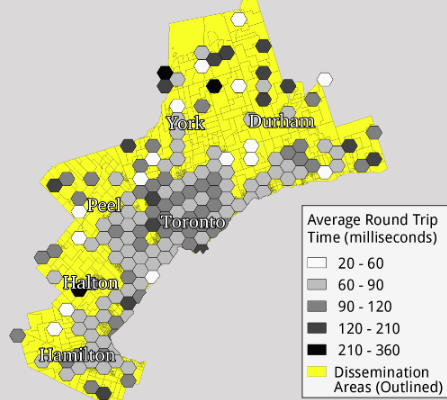 York
Durham
Peel
Toronto
Halton
Hamilton
Average Round Trip
Time (milliseconds)
20 - 60
60 - 90
90 - 120
120 - 210
210 - 360
Dissemination
Areas (Outlined)